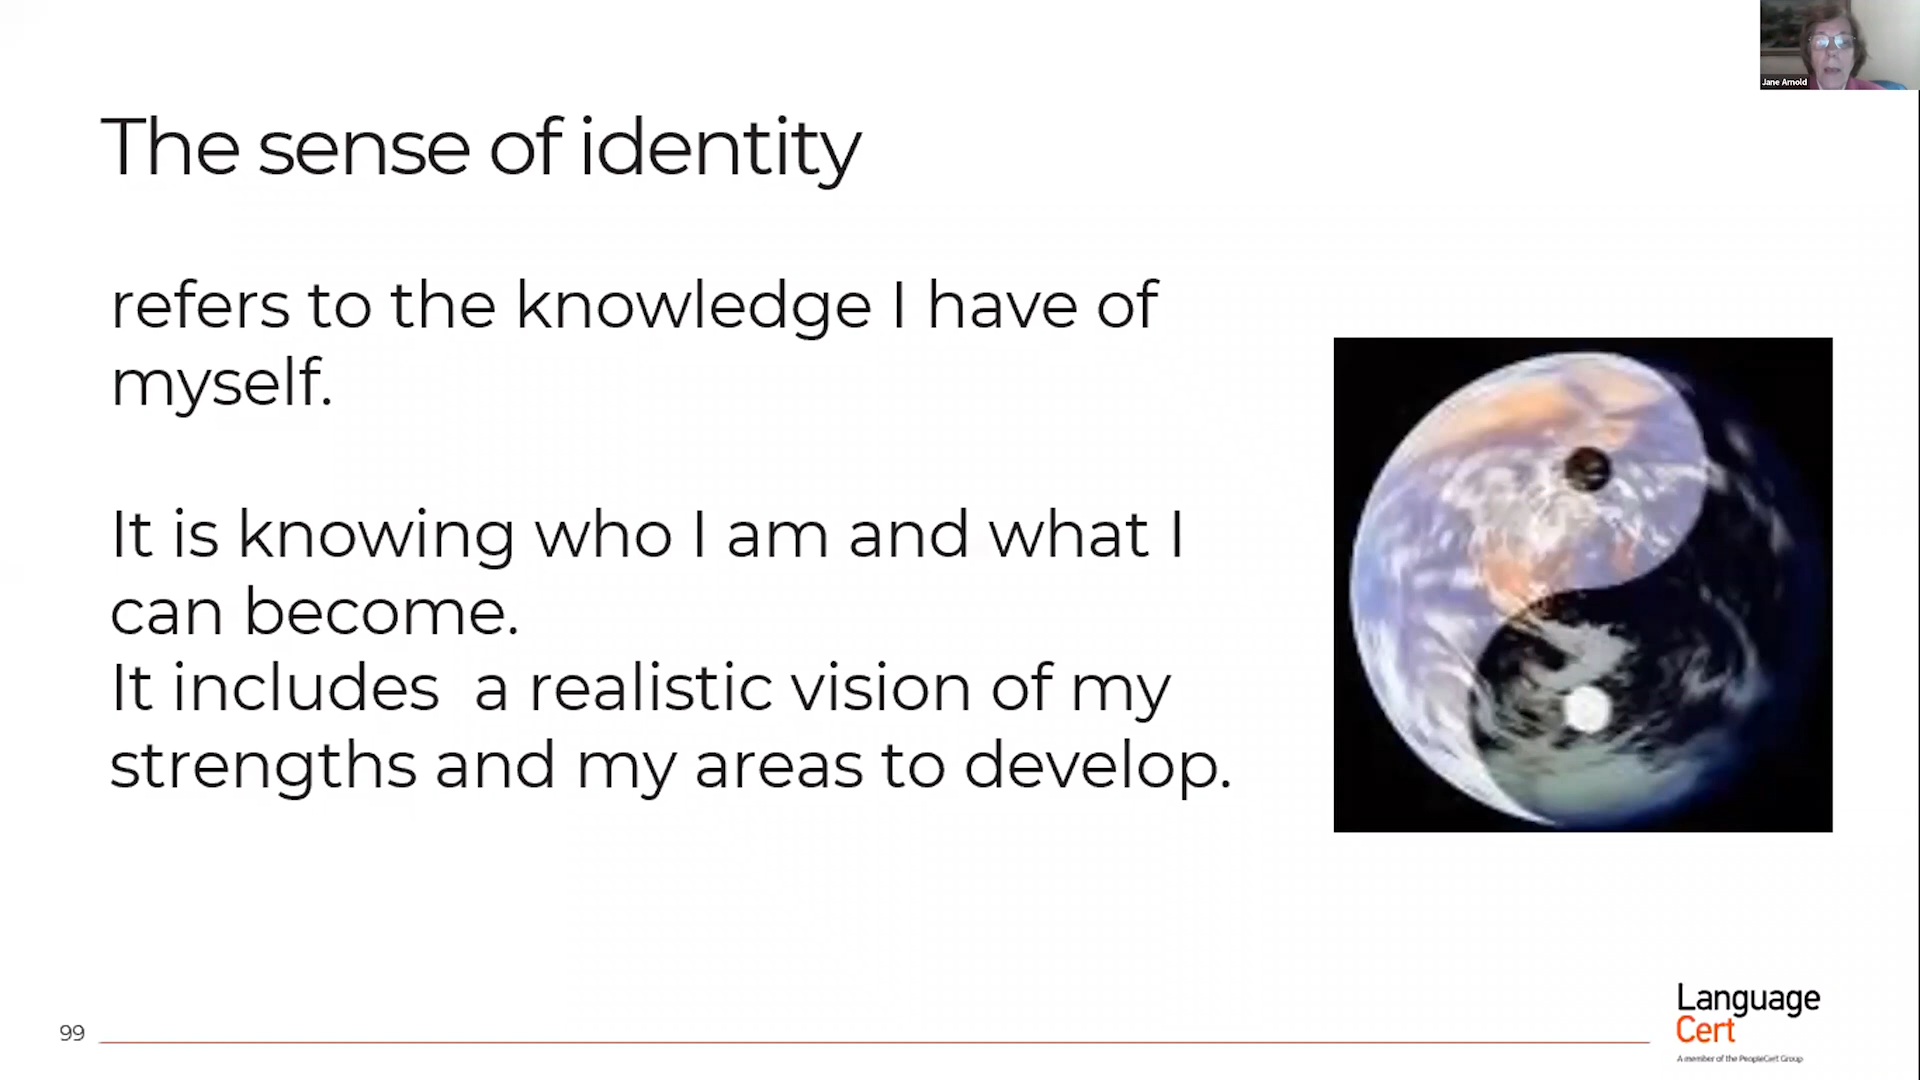 Jane Arnold
The sense of identity
refers to the knowledge I have of
myself.
It is knowing who I am and what I
can become.
It includes  a realistic vision of my
strengths and my areas to develop.
99
Language
Cert
A member of the PeopleCert Group